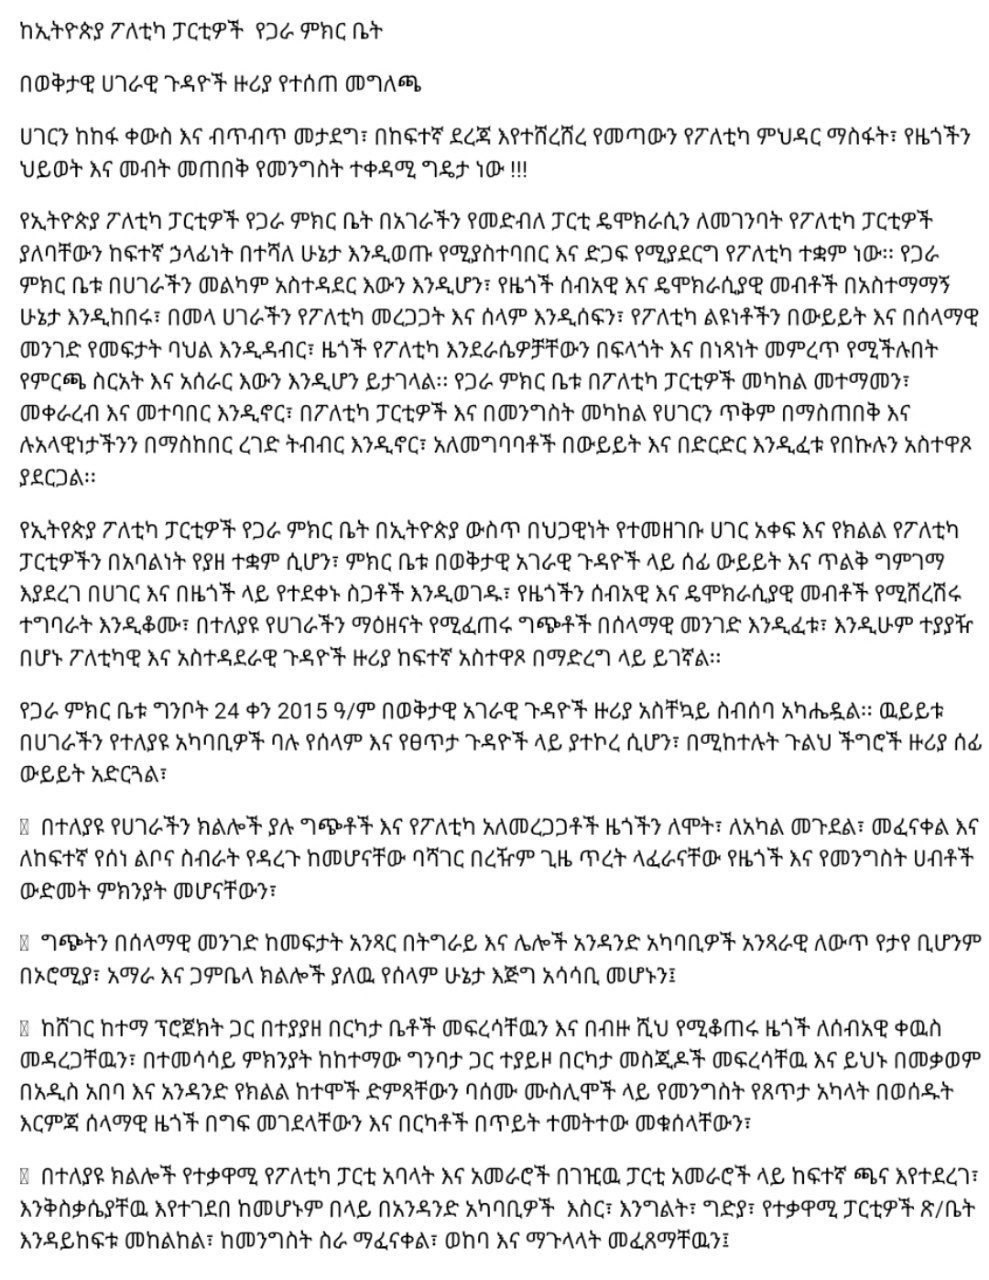 ከኢትዮጵያ ፖለቲካ ፓርቲዎች የጋራ ምክር ቤት
በወቅታዊ ሀገራዊ ጉዳዮች ዙሪያ የተሰጠ መግለጫ
ሀገርን ከከፋ ቀውስ እና ብጥብጥ መታደግ፣ በከፍተኛ ደረጃ እየተሸረሸረ የመጣውን የፖለቲካ ምህዳር ማስፋት፣ የዜጎችን
ህይወት እና መብት መጠበቅ የመንግስት ተቀዳሚ ግዴታ ነው !!!
የኢትዮጵያ ፖለቲካ ፓርቲዎች የጋራ ምክር ቤት በአገራችን የመድብለ ፓርቲ ዴሞክራሲን ለመገንባት የፖለቲካ ፓርቲዎች
ያለባቸውን ከፍተኛ ኃላፊነት በተሻለ ሁኔታ እንዲወጡ የሚያስተባበር እና ድጋፍ የሚያደርግ የፖለቲካ ተቋም ነው። የጋራ
ምክር ቤቱ በሀገራችን መልካም አስተዳደር እውን እንዲሆን፣ የዜጎች ሰብአዊ እና ዴሞክራሲያዊ መብቶች በአስተማማኝ
ሁኔታ እንዲከበሩ፣ በመላ ሀገራችን የፖለቲካ መረጋጋት እና ሰላም እንዲሰፍን፣ የፖለቲካ ልዩነቶችን በውይይት እና በሰላማዊ
መንገድ የመፍታት ባህል እንዲዳብር፣ ዜጎች የፖለቲካ እንደራሴዎቻቸውን በፍላጎት እና በነጻነት መምረጥ የሚችሉበት
የምርጫ ስርአት እና አሰራር እውን እንዲሆን ይታገላል። የጋራ ምክር ቤቱ በፖለቲካ ፓርቲዎች መካከል መተማመን፣
መቀራረብ እና መተባበር እንዲኖር፣ በፖለቲካ ፓርቲዎች እና በመንግስት መካከል የሀገርን ጥቅም በማስጠበቅ እና
ሉአላዊነታችንን በማስከበር ረገድ ትብብር እንዲኖር፣ አለመግባባቶች በውይይት እና በድርድር እንዲፈቱ የበኩሉን አስተዋጾ
ያደርጋል።
የኢትየጵያ ፖለቲካ ፓርቲዎች የጋራ ምክር ቤት በኢትዮጵያ ውስጥ በህጋዊነት የተመዘገቡ ሀገር አቀፍ እና የክልል የፖለቲካ
ፓርቲዎችን በአባልነት የያዘ ተቋም ሲሆን፣ ምክር ቤቱ በወቅታዊ አገራዊ ጉዳዮች ላይ ሰፊ ውይይት እና ጥልቅ ግምገማ
እያደረገ በሀገር እና በዜጎች ላይ የተደቀኑ ስጋቶች እንዲወገዱ፣ የዜጎችን ሰብአዊ እና ዴሞክራሲያዊ መብቶች የሚሸረሽሩ
ተግባራት እንዲቆሙ፣ በተለያዩ የሀገራችን ማዕዘናት የሚፈጠሩ ግጭቶች በሰላማዊ መንገድ እንዲፈቱ፣ እንዲሁም ተያያዥ
በሆኑ ፖለቲካዊ እና አስተዳደራዊ ጉዳዮች ዙሪያ ከፍተኛ አስተዋጾ በማድረግ ላይ ይገኛል።
የጋራ ምክር ቤቱ ግንቦት 24 ቀን 2015 ዓ/ም በወቅታዊ አገራዊ ጉዳዮች ዙሪያ አስቸኳይ ስብሰባ አካሔዷል። ዉይይቱ
በሀገራችን የተለያዩ አካባቢዎች ባሉ የሰላም እና የፀጥታ ጉዳዮች ላይ ያተኮረ ሲሆን፣ በሚከተሉት ጉልህ ችግሮች ዙሪያ ሰፊ
ውይይት አድርጓል፣
በተለያዩ የሀገራችን ክልሎች ያሉ ግጭቶች እና የፖለቲካ አለመረጋጋቶች ዜጎችን ለሞት፣ ለአካል መጉደል፣ መፈናቀል እና
ለከፍተኛ የሰነ ልቦና ስብራት የዳረጉ ከመሆናቸው ባሻገር በረዥም ጊዜ ጥረት ላፈራናቸው የዜጎች እና የመንግስት ሀብቶች
ውድመት ምክንያት መሆናቸውን፣
ግጭትን በሰላማዊ መንገድ ከመፍታት አንጻር በትግራይ እና ሌሎች አንዳንድ አካባቢዎች አንጻራዊ ለውጥ የታየ ቢሆንም
በኦሮሚያ፣ አማራ እና ጋምቤላ ክልሎች ያለዉ የሰላም ሁኔታ እጅግ አሳሳቢ መሆኑን፤
ከሸገር ከተማ ፕሮጀክት ጋር በተያያዘ በርካታ ቤቶች መፍረሳቸዉን እና በብዙ ሺህ የሚቆጠሩ ዜጎች ለሰብአዊ ቀዉስ
መዳረጋቸዉን፣ በተመሳሳይ ምክንያት ከከተማው ግንባታ ጋር ተያይዞ በርካታ መስጂዶች መፍረሳቸዉ እና ይህኑ በመቃወም
በአዲስ አበባ እና አንዳንድ የክልል ከተሞች ድምጻቸውን ባሰሙ ሙስሊሞች ላይ የመንግስት የጸጥታ አካላት በወሰዱት
እርምጃ ሰላማዊ ዜጎች በግፍ መገደላቸውን እና በርካቶች በጥይት ተመትተው መቁሰላቸውን፣
በተለያዩ ክልሎች የተቃዋሚ የፖለቲካ ፓርቲ አባላት እና አመራሮች በገዢዉ ፓርቲ አመራሮች ላይ ከፍተኛ ጫና እየተደረገ፣
እንቅስቃሴያቸዉ እየተገደበ ከመሆኑም በላይ በአንዳንድ አካባቢዎች እስር፣ እንግልት፣ ግድያ፣ የተቃዋሚ ፓርቲዎች ጽ/ቤት
እንዳይከፍቱ መከልከል፣ ከመንግስት ስራ ማፈናቀል፣ ወከባ እና ማጉላላት መፈጸማቸዉን፤